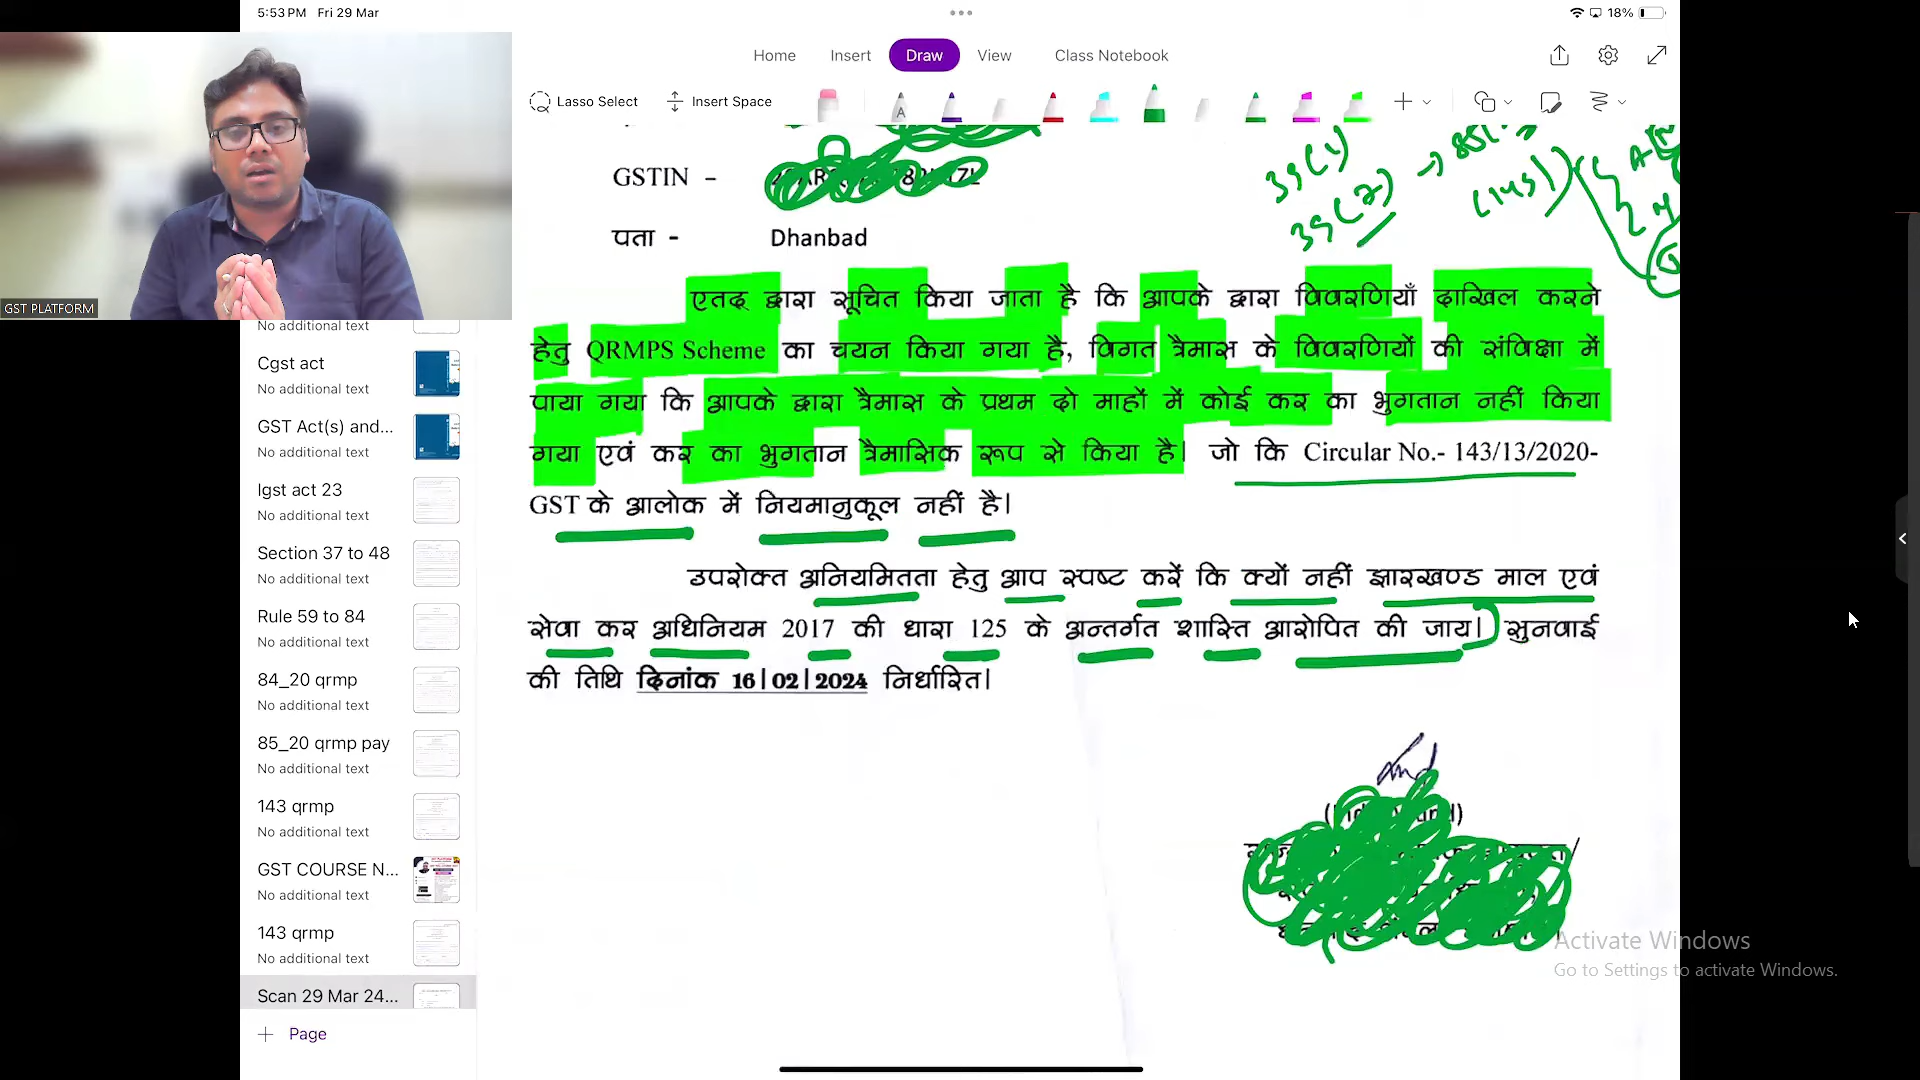 5:53 PM Fri 29 Mar
18%
Home Insert Draw View Class Notebook
Lasso Select Insert Space
GST PLATFORM
No additional text
Cgst act
No additional text
GST Act(s) and...
No additional text
Igst act 23
No additional text
Section 37 to 48
No additional text
Rule 59 to 84
No additional text
84_20 qrmp
No additional text
85_20 qrmp pay
No additional text
143 qrmp
No additional text
GST COURSE N...
No additional text
143 qrmp
No additional text
Scan 29 Mar 24...
Page
GSTIN -
पता - Dhanbad
39(1)
39(2)
एतद् द्वारा सूचित किया जाता है कि आपके द्वारा विवरणियाँ दाखिल करने
हेतु QRMPS Scheme का चयन किया गया है, विगत त्रैमास के विवरणियों की संविक्षा में
पाया गया कि आपके द्वारा त्रैमास के प्रथम दो माहों में कोई कर का भुगतान नहीं किया
गया एवं कर का भुगतान त्रैमासिक रूप से किया है। जो कि Circular No.- 143/13/2020-
GST के आलोक में नियमानुकूल नहीं है।
उपरोक्त अनियमितता हेतु आप स्पष्ट करें कि क्यों नहीं झारखण्ड माल एवं
सेवा कर अधिनियम 2017 की धारा 125 के अन्तर्गत शास्ति आरोपित की जाय। सुनवाई
की तिथि दिनांक 16|02|2024 निर्धारित।
Activate Windows
Go to Settings to activate Windows.